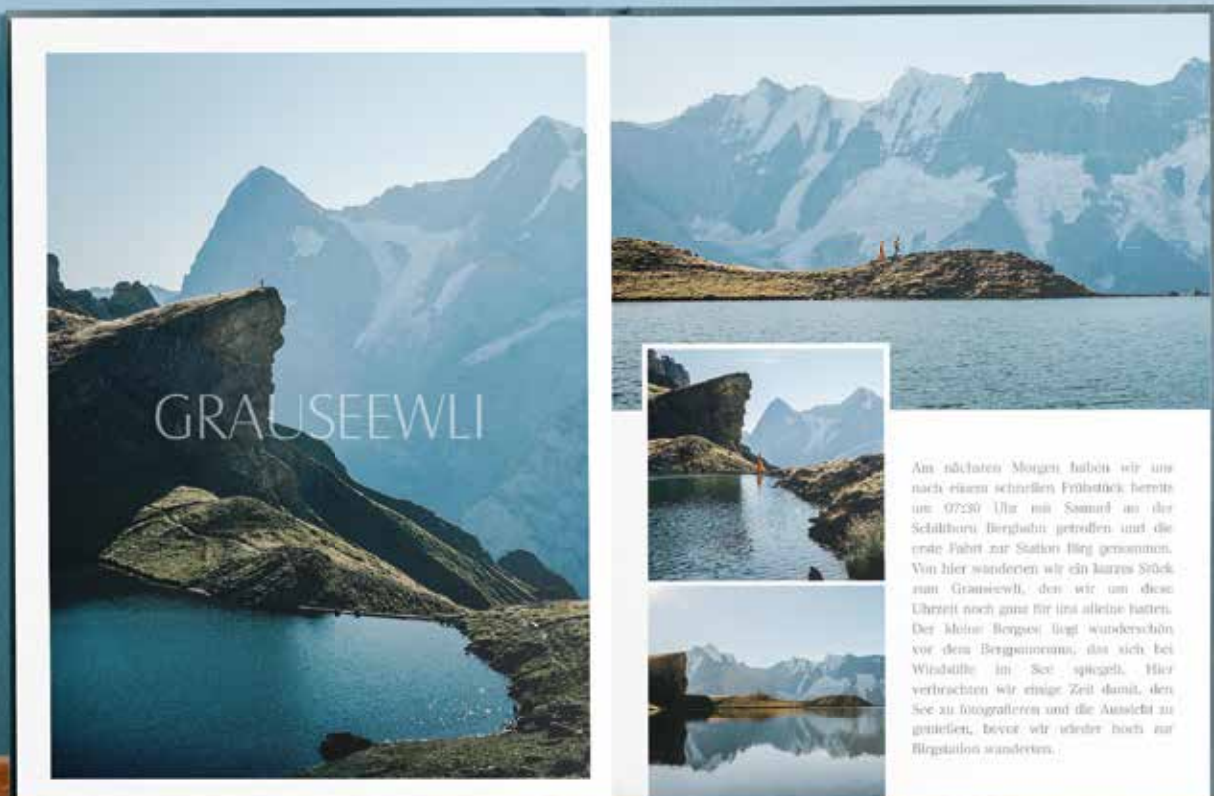 GRAUSEEWLI
Am nächsten Morgen haben wir uns
nach einem schnellen Frühstück bereits
um 07:30 Uhr mit Samuel an der
Schilthorn Bergbahn getroffen und die
erste Fahrt zur Station Birg genommen.
Von hier wanderten wir ein kurzes Stück
zum Grauseewli, den wir um diese
Uhrzeit noch ganz für uns alleine hatten.
Der kleine Bergsee liegt wunderschön
vor dem Bergpanorama, das sich bei
Windstille im See spiegelt. Hier
verbrachten wir einige Zeit damit, den
See zu fotografieren und die Aussicht zu
genießen, bevor wir wieder hoch zur
Birgstation wanderten.